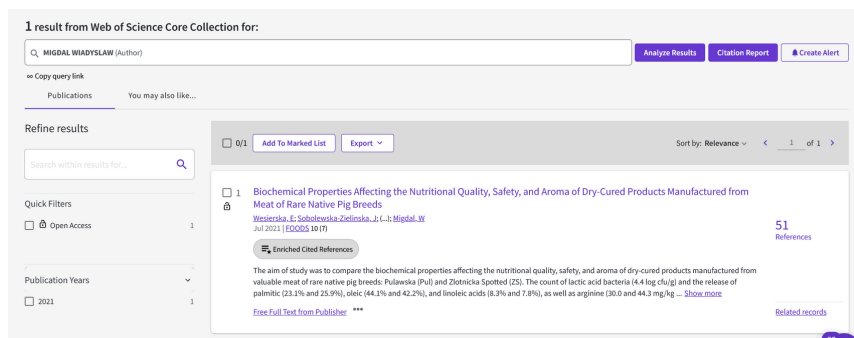 1 result from Web of Science Core Collection for:
MIGDAL WIADYSLAW (Author)
Analyze Results
Citation Report
Create Alert
Copy query link
Publications
You may also like...
Refine results
0/1
Add To Marked List
Export
Sort by: Relevance
1 of 1
Search within results for...
Quick Filters
Open Access 1
Publication Years
2021 1
1
Biochemical Properties Affecting the Nutritional Quality, Safety, and Aroma of Dry-Cured Products Manufactured from
Meat of Rare Native Pig Breeds
Wesierska, E; Sobolewska-Zielinska, J; (...); Migdal, W
Jul 2021 | FOODS 10 (7)
Enriched Cited References
The aim of study was to compare the biochemical properties affecting the nutritional quality, safety, and aroma of dry-cured products manufactured from
valuable meat of rare native pig breeds: Pulawska (Pul) and Zlotnicka Spotted (ZS). The count of lactic acid bacteria (4.4 log cfu/g) and the release of
palmitic (23.1% and 25.9%), oleic (44.1% and 42.2%), and linoleic acids (8.3% and 7.8%), as well as arginine (30.0 and 44.3 mg/kg ... Show more
Free Full Text from Publisher
51
References
Related records